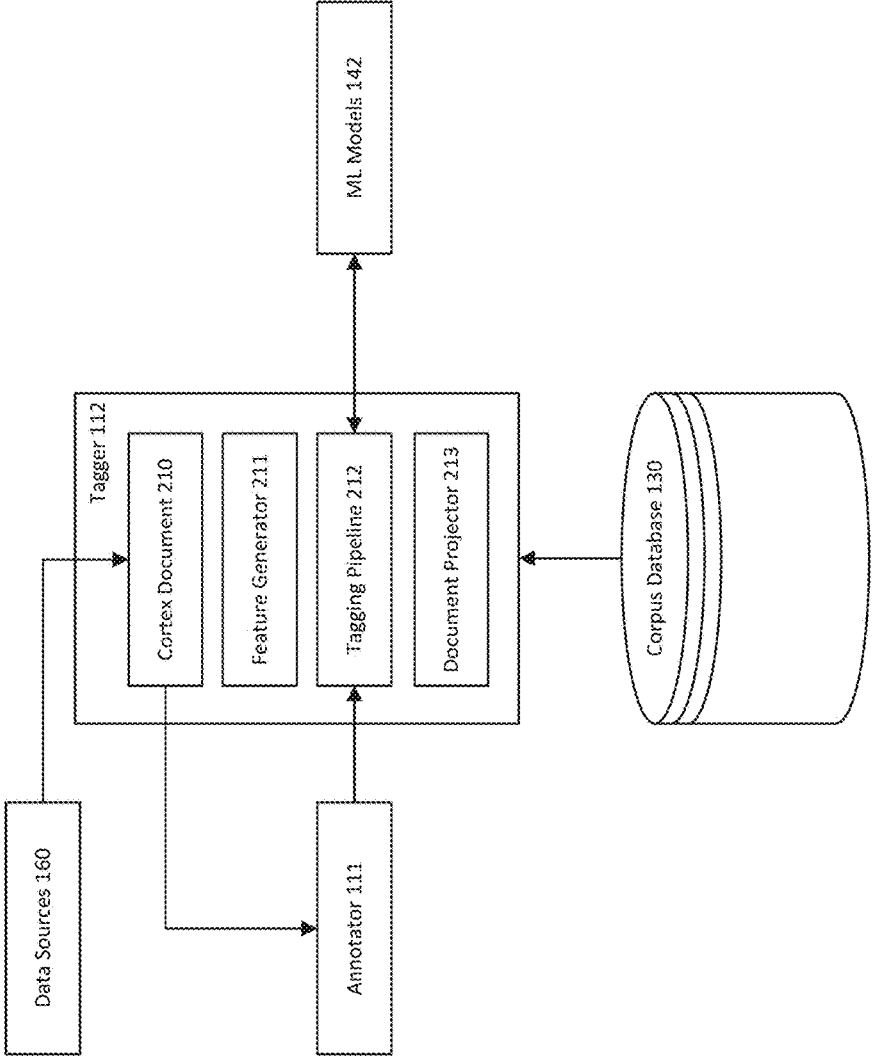 Data Sources 160
Tagger 112
Cortex Document 210
Feature Generator 211
Tagging Pipeline 212
Document Projector 213
Annotator 111
ML Models 142
Corpus Database 130